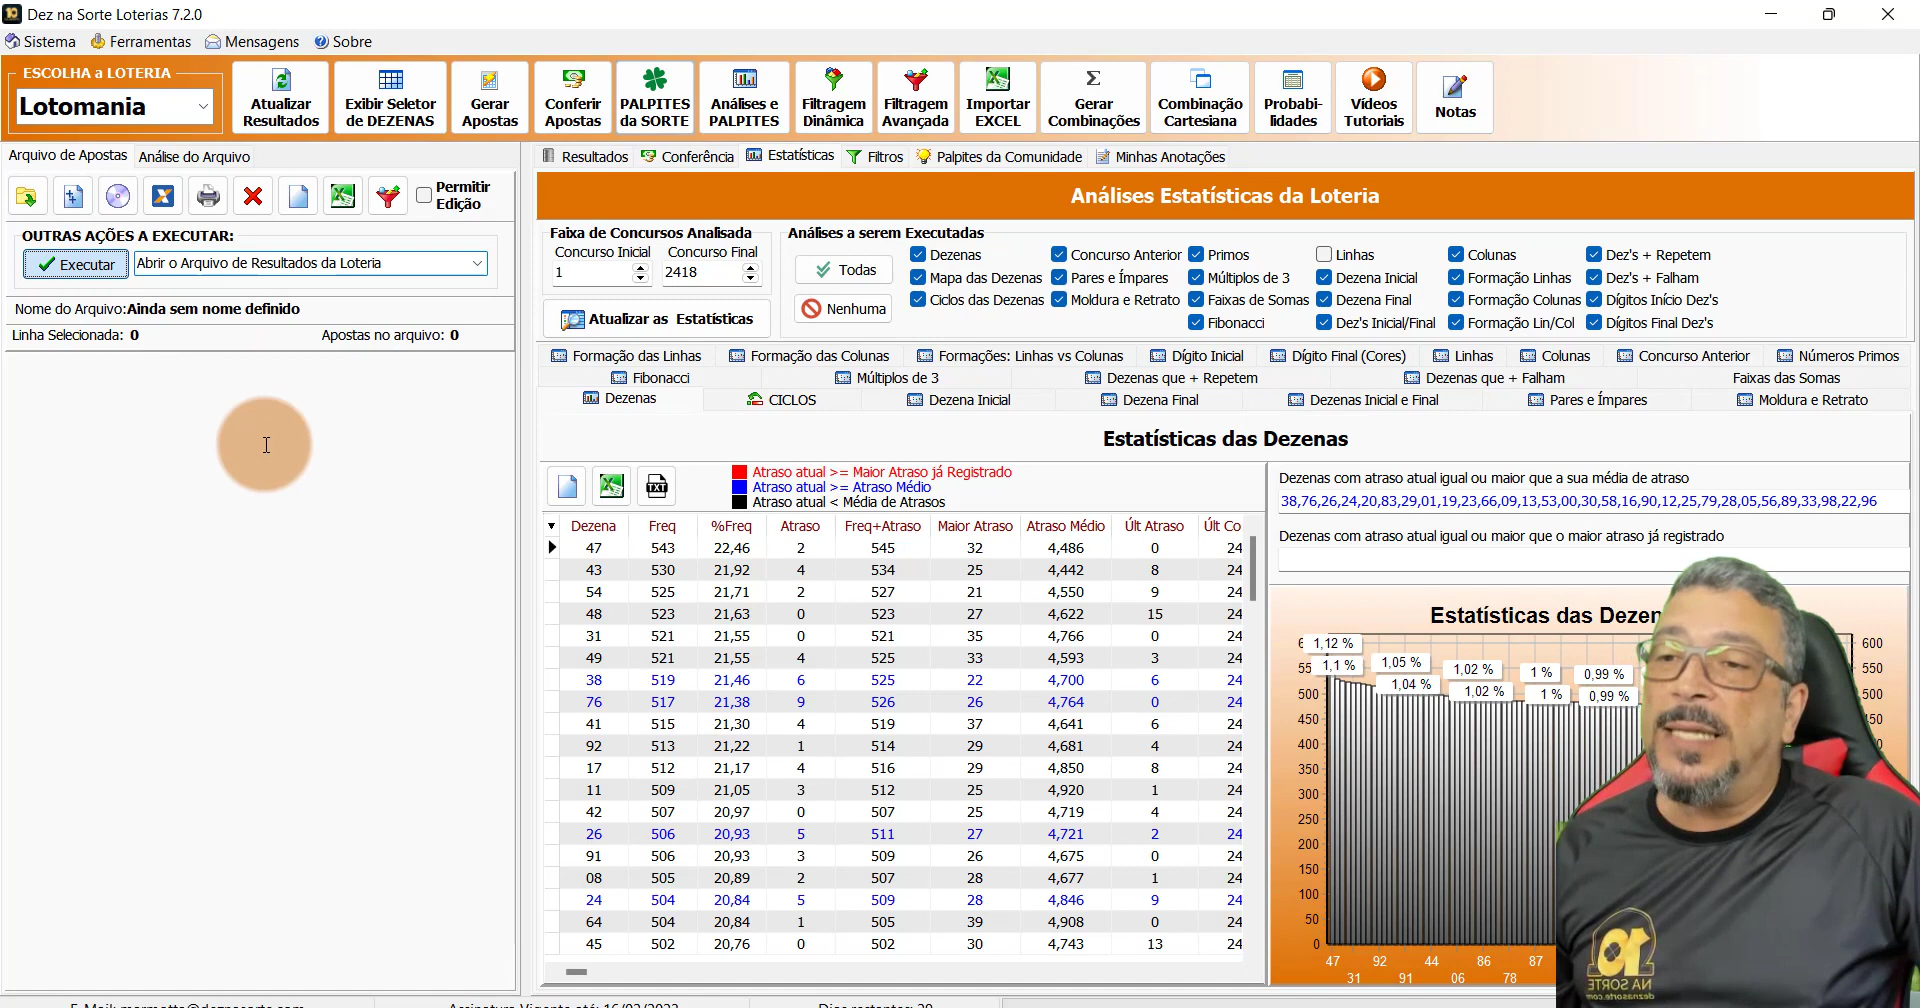 Dez na Sorte Loterias 7.2.0
Sistema Ferramentas Mensagens Sobre
ESCOLHA a LOTERIA
Lotomania
Atualizar Resultados
Exibir Seletor de DEZENAS
Gerar Apostas
Conferir Apostas
PALPITES da SORTE
Análises e PALPITES
Filtragem Dinâmica
Filtragem Avançada
Importar EXCEL
Gerar Combinações
Combinação Cartesiana
Probabi-lidades
Vídeos Tutoriais
Notas
Arquivo de Apostas Análise do Arquivo
Permitir Edição
OUTRAS AÇÕES A EXECUTAR:
Executar Abrir o Arquivo de Resultados da Loteria
Nome do Arquivo:Ainda sem nome definido
Linha Selecionada: 0 Apostas no arquivo: 0
Resultados Conferência Estatísticas Filtros Palpites da Comunidade Minhas Anotações
Análises Estatísticas da Loteria
Faixa de Concursos Analisada
Concurso Inicial Concurso Final
1 2418
Atualizar as Estatísticas
Análises a serem Executadas
Todas
Nenhuma
Dezenas Concurso Anterior Primos Linhas Colunas Dez's + Repetem
Mapa das Dezenas Pares e Ímpares Múltiplos de 3 Dezena Inicial Formação Linhas Dez's + Falham
Ciclos das Dezenas Moldura e Retrato Faixas de Somas Dezena Final Formação Colunas Dígitos Início Dez's
Fibonacci Dez's Inicial/Final Formação Lin/Col Dígitos Final Dez's
Formação das Linhas Formação das Colunas Formações: Linhas vs Colunas Dígito Inicial Dígito Final (Cores) Linhas Colunas Concurso Anterior Números Primos
Fibonacci Múltiplos de 3 Dezenas que + Repetem Dezenas que + Falham Faixas das Somas
Dezenas CICLOS Dezena Inicial Dezena Final Dezenas Inicial e Final Pares e Ímpares Moldura e Retrato
Estatísticas das Dezenas
TXT
Atraso atual >= Maior Atraso já Registrado
Atraso atual >= Atraso Médio
Atraso atual < Média de Atrasos
Dezena Freq %Freq Atraso Freq+Atraso Maior Atraso Atraso Médio Últ Atraso Últ Co
47 543 22,46 2 545 32 4,486 0 24
43 530 21,92 4 534 25 4,442 8 24
54 525 21,71 2 527 21 4,550 9 24
48 523 21,63 0 523 27 4,622 15 24
31 521 21,55 0 521 35 4,766 0 24
49 521 21,55 4 525 33 4,593 3 24
38 519 21,46 6 525 22 4,700 6 24
76 517 21,38 9 526 26 4,764 0 24
41 515 21,30 4 519 37 4,641 6 24
92 513 21,22 1 514 29 4,681 4 24
17 512 21,17 4 516 29 4,850 8 24
11 509 21,05 3 512 25 4,920 1 24
42 507 20,97 0 507 25 4,719 4 24
26 506 20,93 5 511 27 4,721 2 24
91 506 20,93 3 509 26 4,675 0 24
08 505 20,89 2 507 28 4,677 1 24
24 504 20,84 5 509 28 4,846 9 24
64 504 20,84 1 505 39 4,908 0 24
45 502 20,76 0 502 30 4,743 13 24
Dezenas com atraso atual igual ou maior que a sua média de atraso
38,76,26,24,20,83,29,01,19,23,66,09,13,53,00,30,58,16,90,12,25,79,28,05,56,89,33,98,22,96
Dezenas com atraso atual igual ou maior que o maior atraso já registrado
Estatísticas das Dezen
1,12 % 600
1,1 % 1,05 % 1,02 % 1 % 0,99 % 550
500 1,04 % 1,02 % 1 % 0,99 % 500
450
400
350
300
250
200
150
100
50
0
47 92 44 86 87
31 91 06 78
NA SORTE
deznasorte.com